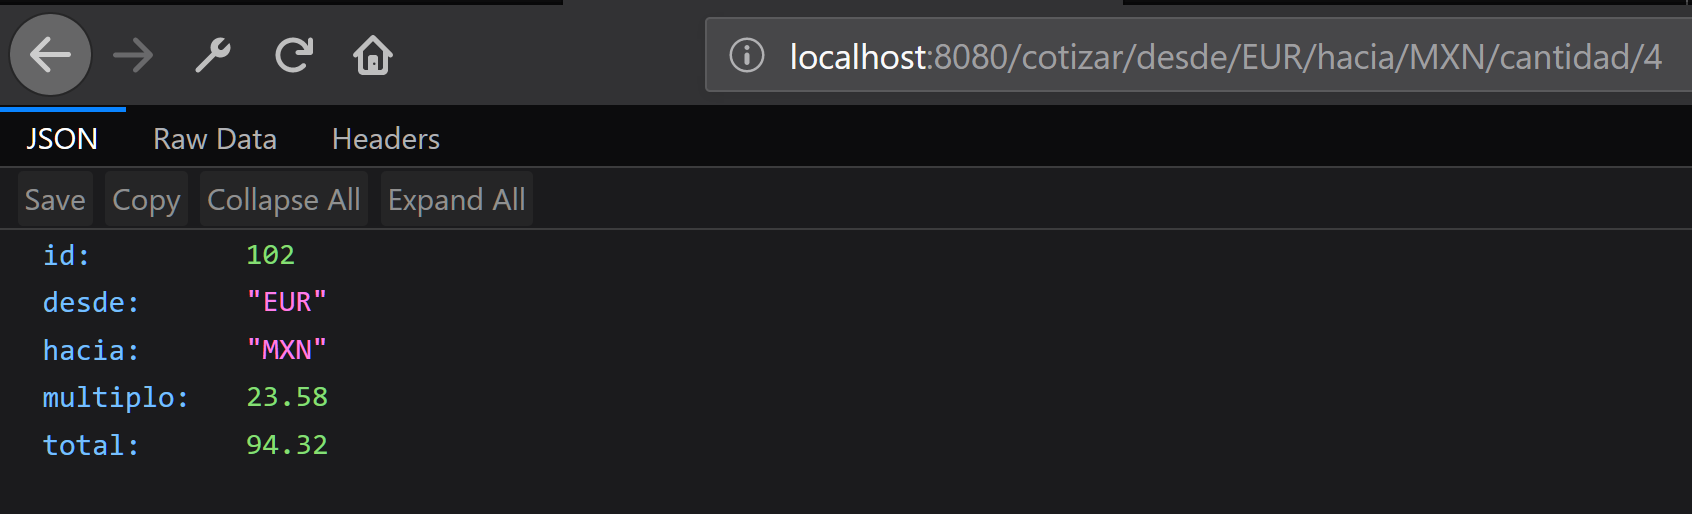 localhost:8080/cotizar/desde/EUR/hacia/MXN/cantidad/4
JSON Raw Data Headers
Save Copy Collapse All Expand All
id: 102
desde: "EUR"
hacia: "MXN"
multiplo: 23.58
total: 94.32